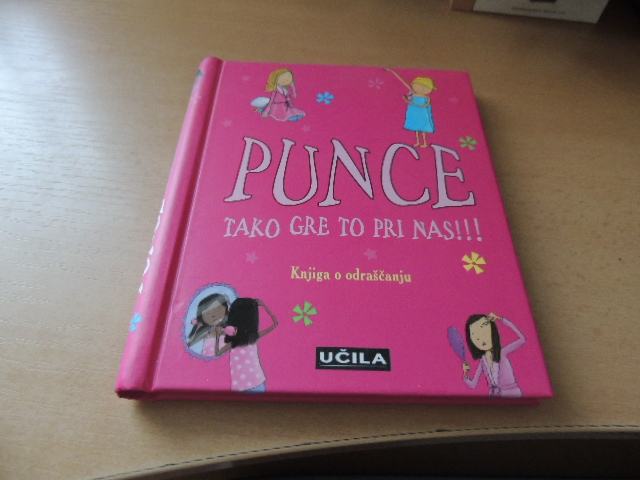 PUNCE
TAKO GRE TO PRI NAS!!!
Knjiga o odraščanju
UČILA